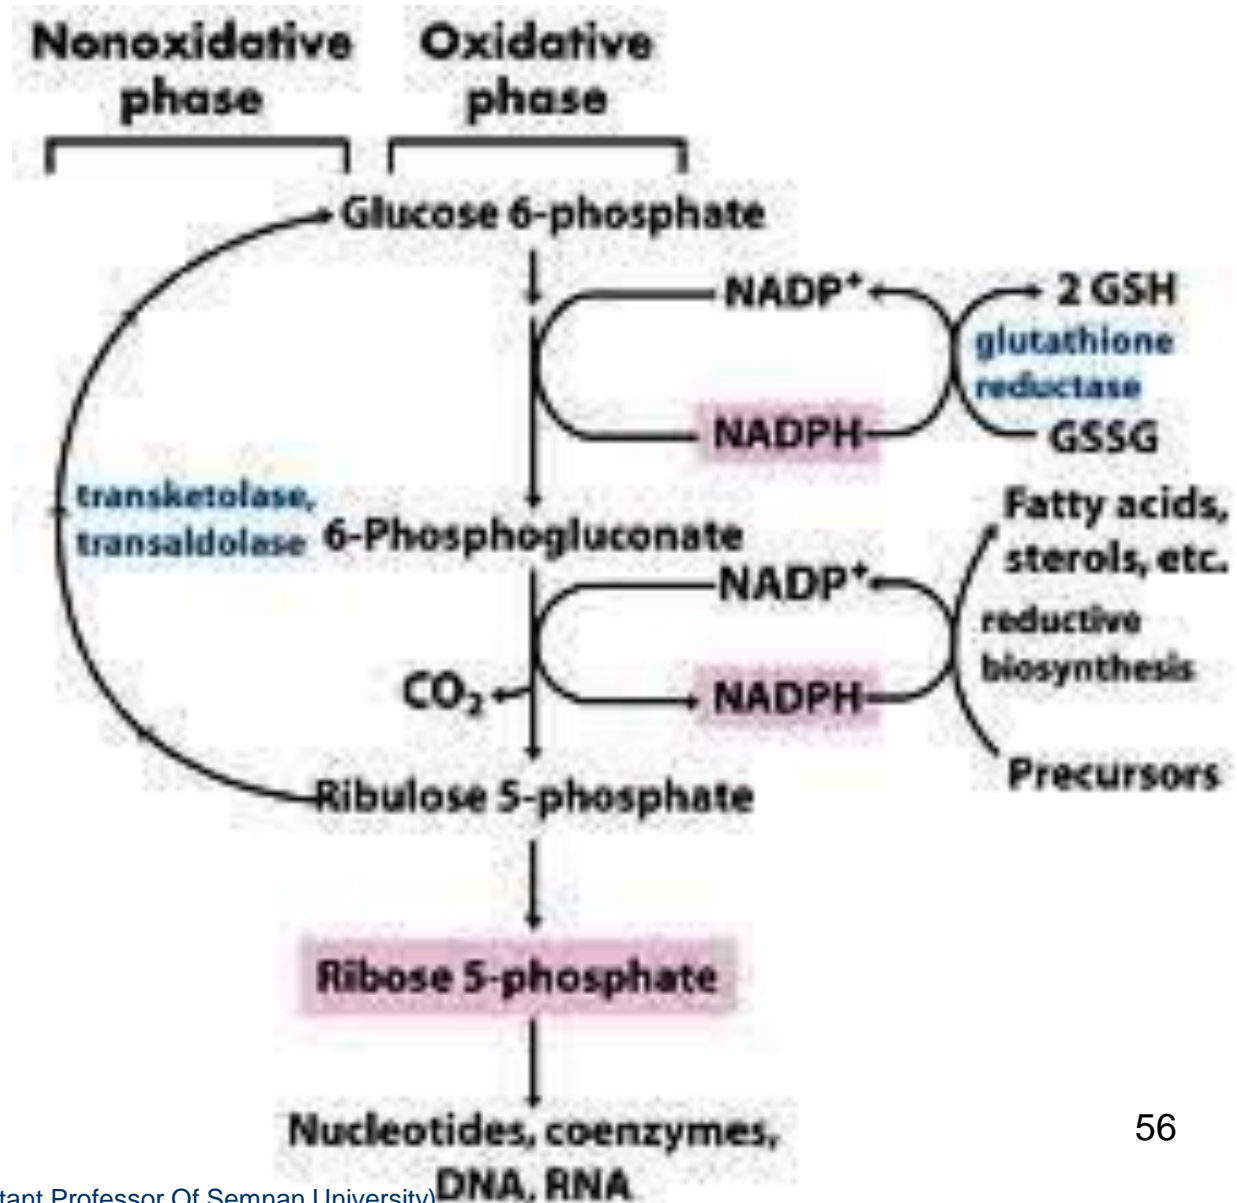 Nonoxidative
phase
Oxidative
phase
Glucose 6-phosphate
NADP⁺
2 GSH
glutathione
reductase
NADPH
GSSG
transketolase,
transaldolase
6-Phosphogluconate
Fatty acids,
sterols, etc.
NADP⁺
reductive
biosynthesis
CO₂
NADPH
Precursors
Ribulose 5-phosphate
Ribose 5-phosphate
Nucleotides, coenzymes,
DNA, RNA
56
Professor Of Semnan University)